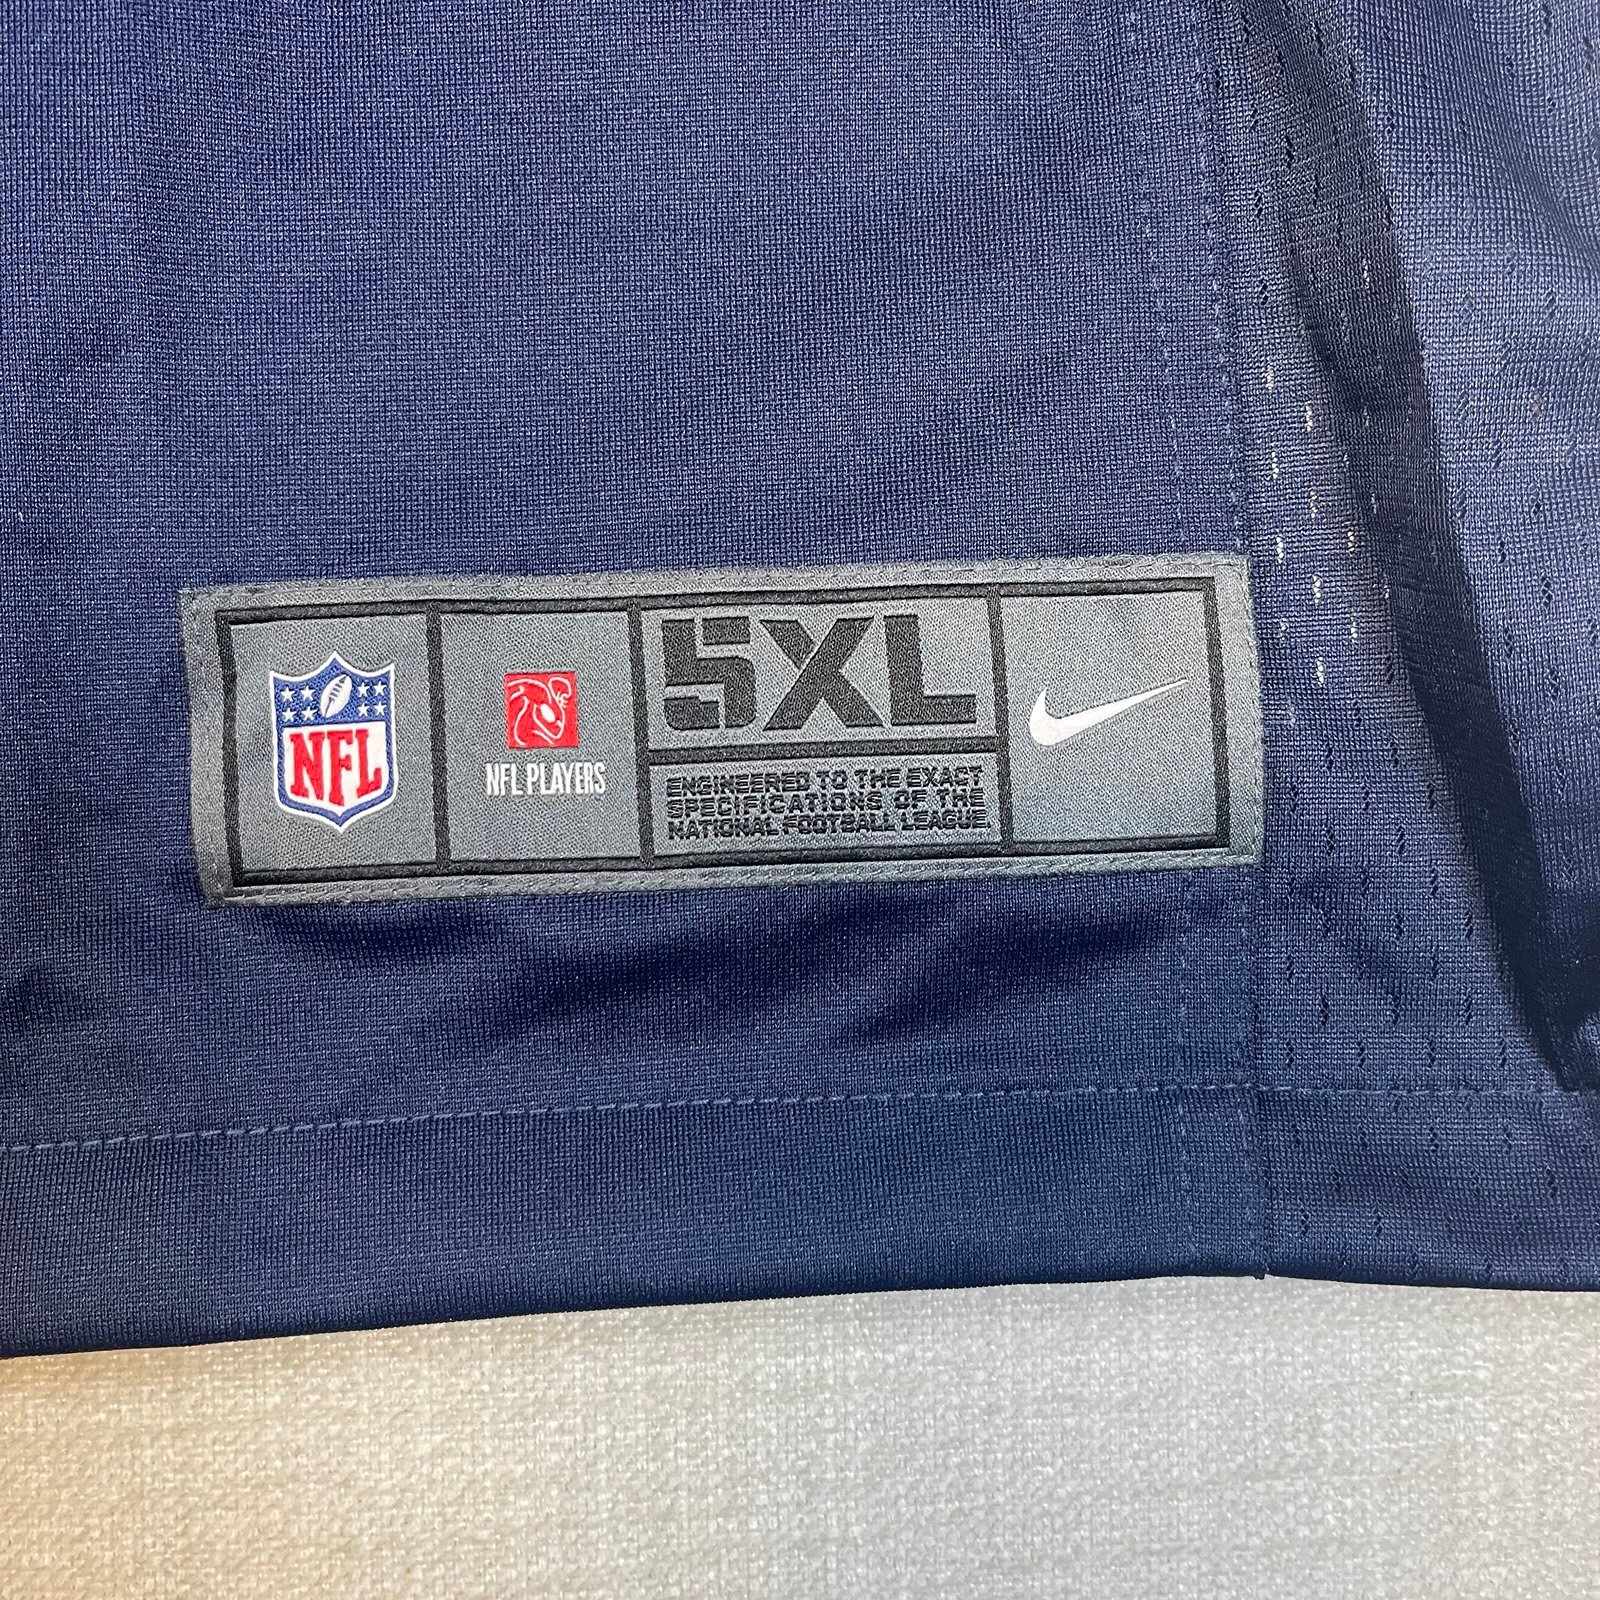 NFL
NFL PLAYERS
5XL
ENGINEERED TO THE EXACT
SPECIFICATIONS OF THE
NATIONAL FOOTBALL LEAGUE